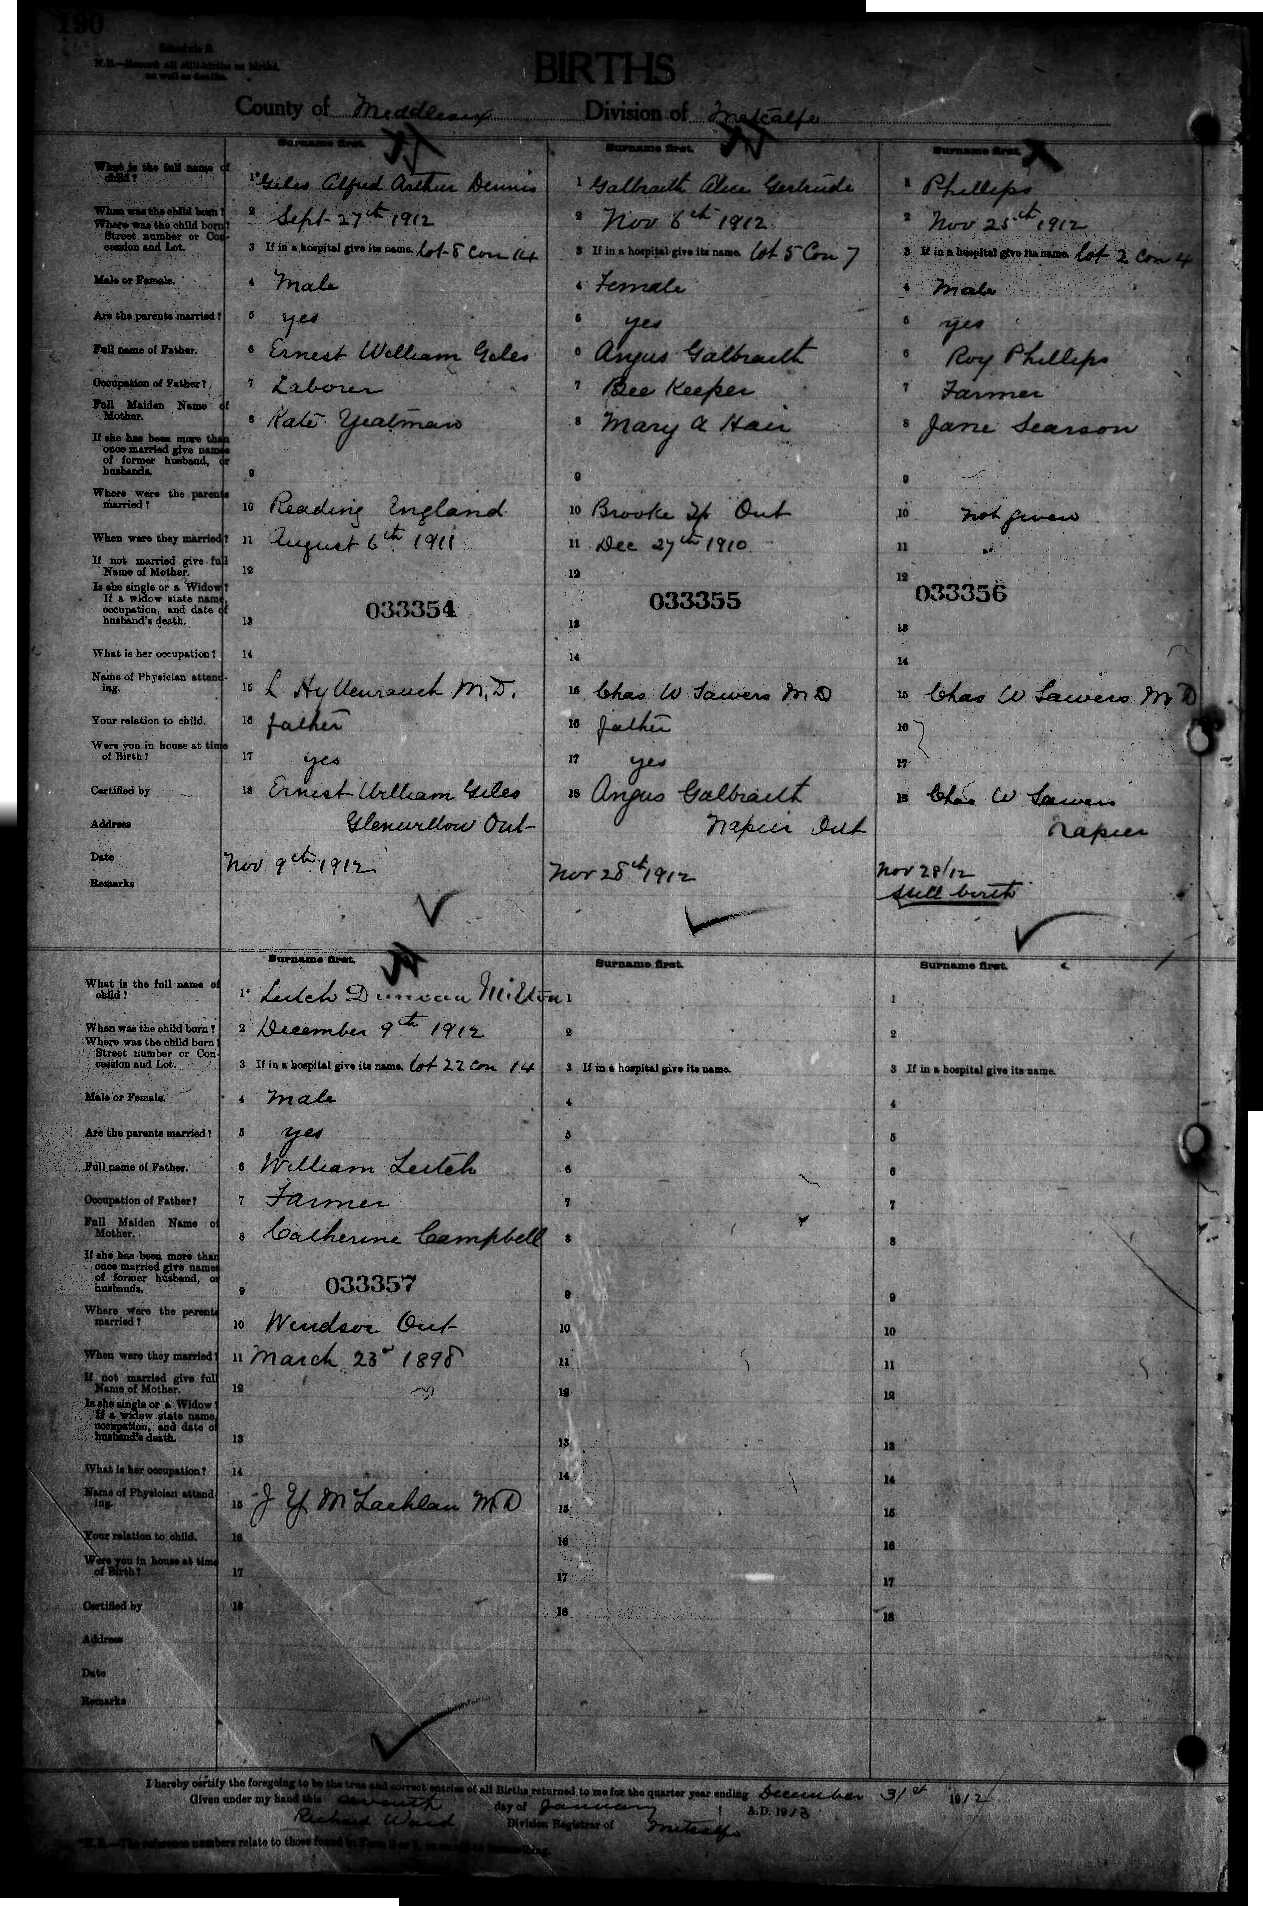 190
Schedule B.
N.B.—Record all still-births as births,
as well as deaths.
BIRTHS
County of Middlesex Division of Metcalfe
Surname first. Surname first. Surname first.
What is the full name of child? 1 Giles Alfred Arthur Dennis 1 Galbraith Alice Gertrude 1 Phillips
When was the child born? 2 Sept 27th 1912 2 Nov 6th 1912 2 Nov 25th 1912
Where was the child born? Street number or Concession and Lot. 3 If in a hospital give its name. lot 5 con 14 3 If in a hospital give its name. lot 5 Con 7 3 If in a hospital give its name. lot 2 con 4
Male or Female. 4 Male 4 Female 4 Male
Are the parents married? 5 yes 5 yes 5 yes
Full name of Father. 6 Ernest William Giles 6 Angus Galbraith 6 Roy Phillips
Occupation of Father? 7 Laborer 7 Bee Keeper 7 Farmer
Full Maiden Name of Mother. 8 Kate Yeatman 8 Mary A Hair 8 Jane Searson
If she has been more than once married give names of former husband, or husbands. 9 9 9
Where were the parents married? 10 Reading England 10 Brooke Tp Ont 10 not given
When were they married? 11 August 6th 1911 11 Dec 27th 1910 11
If not married give full Name of Mother. 12 12 12
Is she single or a Widow? If a widow state name, occupation, and date of husband's death. 13 033354 13 033355 13 033356
What is her occupation? 14 14 14
Name of Physician attending. 15 M.D. 15 Chas W Sawers M D 15 Chas W Sawers M D
Your relation to child. 16 father 16 father 16
Were you in house at time of Birth? 17 yes 17 yes 17
Certified by 18 Ernest William Giles 18 Angus Galbraith 18 Chas W Sawers
Address Glenwillow Ont Napier Ont Napier
Date Nov 9th 1912 Nov 28th 1912 Nov 28/12
Remarks still birth
Surname first. Surname first. Surname first.
What is the full name of child? 1 Leitch Duncan Milton 1 1
When was the child born? 2 December 9th 1912 2 2
Where was the child born? Street number or Concession and Lot. 3 If in a hospital give its name. lot 22 con 14 3 If in a hospital give its name. 3 If in a hospital give its name.
Male or Female. 4 Male 4 4
Are the parents married? 5 yes 5 5
Full name of Father. 6 William Leitch 6 6
Occupation of Father? 7 Farmer 7 7
Full Maiden Name of Mother. 8 Catherine Campbell 8 8
If she has been more than once married give names of former husband, or husbands. 9 033357 9 9
Where were the parents married? 10 Windsor Ont 10 10
When were they married? 11 March 23d 1898 11 11
If not married give full Name of Mother. 12 12 12
Is she single or a Widow? If a widow state name, occupation, and date of husband's death. 13 13 13
What is her occupation? 14 14 14
Name of Physician attending. 15 J Y McLachlan M.D 15 15
Your relation to child. 16 16 16
Were you in house at time of Birth? 17 17 17
Certified by 18 18 18
Address
Date
Remarks
I hereby certify the foregoing to be the true and correct entries of all Births returned to me for the quarter year ending December 31st 1912
Given under my hand this seventh day of January A.D. 1913
Richard Ward Division Registrar of Metcalfe
N.B.—The reference numbers relate to those found in Form